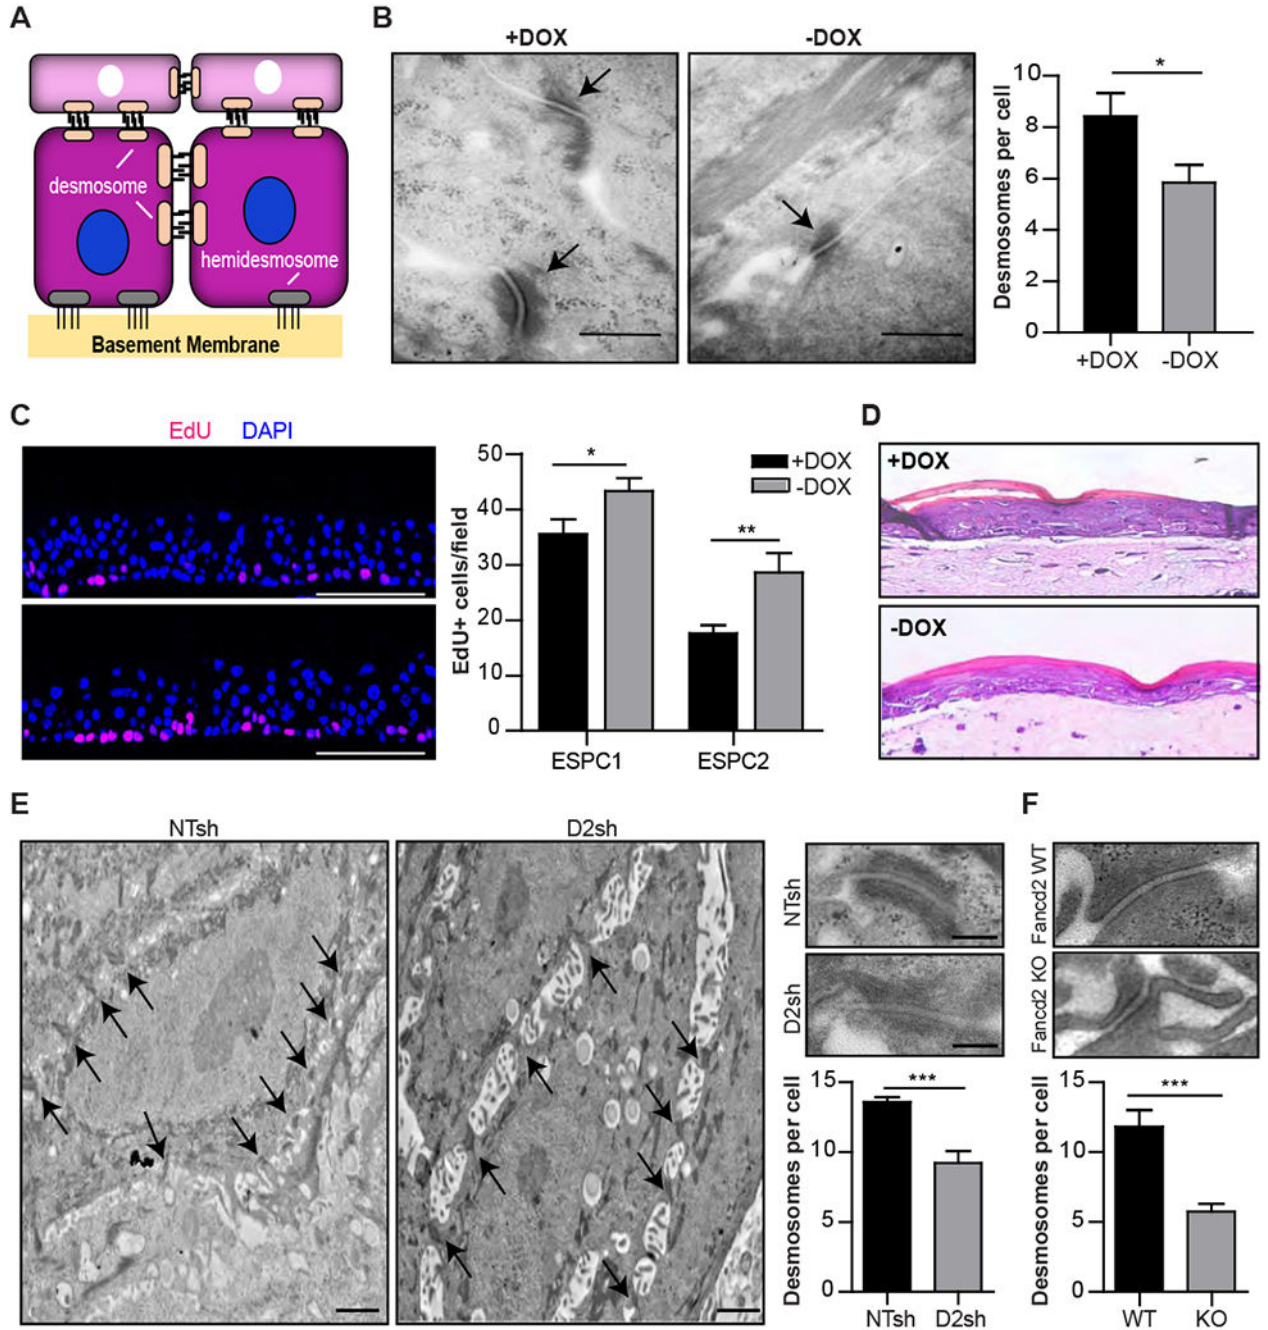 A
desmosome
hemidesmosome
Basement Membrane
B
+DOX
-DOX
Desmosomes per cell
10
8
6
4
2
0
*
+DOX
-DOX
C
EdU DAPI
EdU+ cells/field
50
40
30
20
10
0
*
**
+DOX
-DOX
ESPC1
ESPC2
D
+DOX
-DOX
E
NTsh
D2sh
NTsh
D2sh
Desmosomes per cell
15
10
5
0
***
NTsh
D2sh
F
Fancd2 WT
Fancd2 KO
Desmosomes per cell
15
10
5
0
***
WT
KO